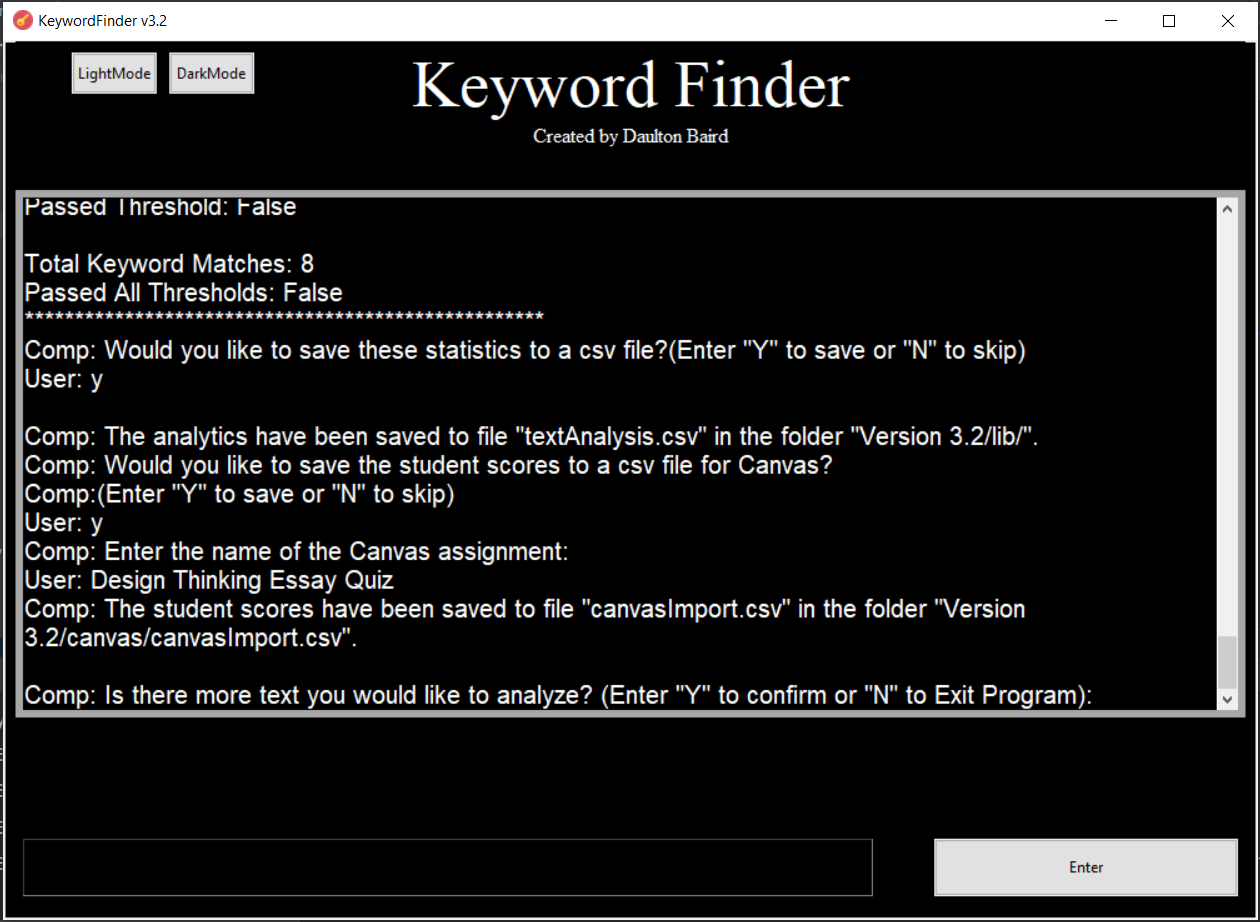 KeywordFinder v3.2
LightMode DarkMode
Keyword Finder
Created by Daulton Baird
Passed Threshold: False
Total Keyword Matches: 8
Passed All Thresholds: False
****************************************************
Comp: Would you like to save these statistics to a csv file?(Enter "Y" to save or "N" to skip)
User: y
Comp: The analytics have been saved to file "textAnalysis.csv" in the folder "Version 3.2/lib/".
Comp: Would you like to save the student scores to a csv file for Canvas?
Comp:(Enter "Y" to save or "N" to skip)
User: y
Comp: Enter the name of the Canvas assignment:
User: Design Thinking Essay Quiz
Comp: The student scores have been saved to file "canvasImport.csv" in the folder "Version
3.2/canvas/canvasImport.csv".
Comp: Is there more text you would like to analyze? (Enter "Y" to confirm or "N" to Exit Program):
Enter